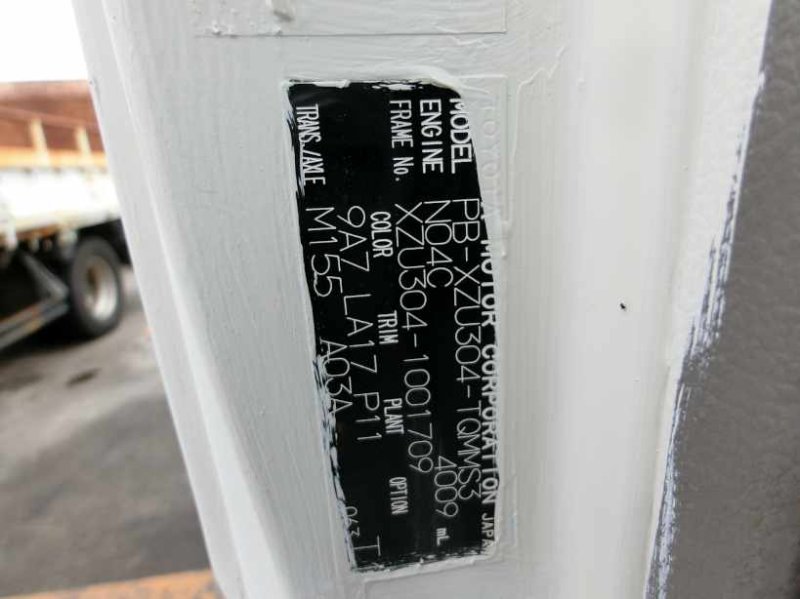 TOYOTA MOTOR CORPORATION JAPAN
MODEL PB-XZU304-TQMMS3
ENGINE N04C 4009 mL
FRAME No. XZU304-1001709
COLOR TRIM PLANT OPTION
9A7 LA17 P11
TRANS./AXLE M155 A03A